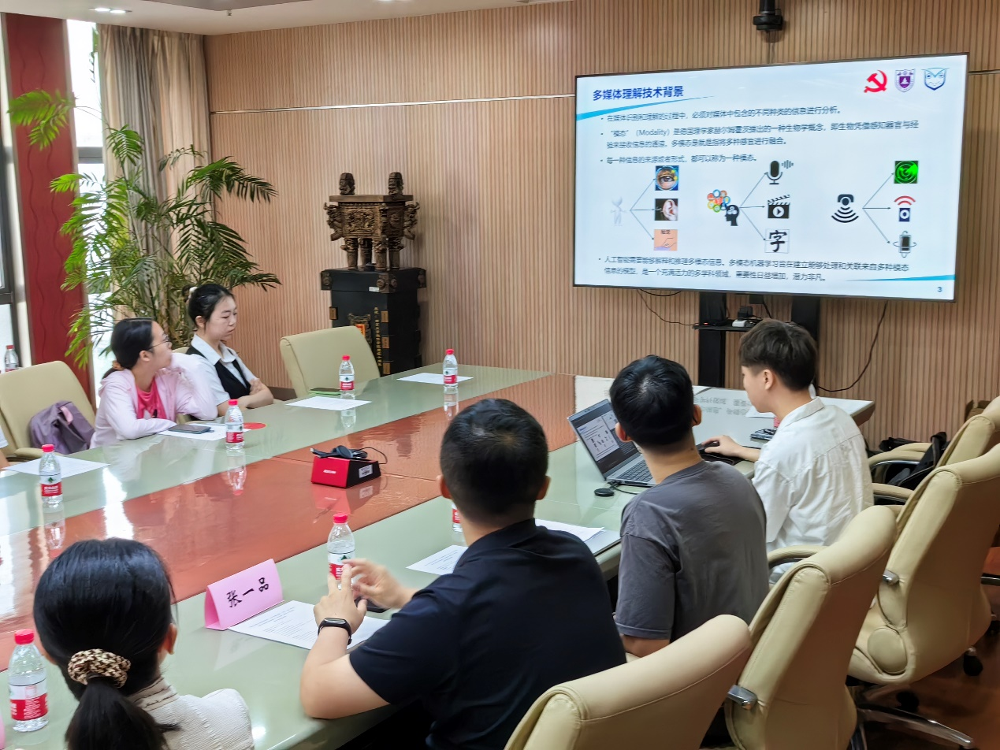 多媒体理解技术背景
• 在媒体识别和理解的过程中，必须对媒体中包含的不同种类的信息进行分析。
• “模态”（Modality）是德国理学家赫尔姆霍茨提出的一种生物学概念，即生物凭借感知器官与经
验来接收信息的通道。多模态是就是指将多种感官进行融合。
• 每一种信息的来源或者形式，都可以称为一种模态。
字
• 人工智能需要能够解释和推理多模态信息。多模态机器学习旨在建立能够处理和关联来自多种模态
信息的模型，是一个充满活力的多学科领域，重要性日益增加，潜力非凡。
3
张一品